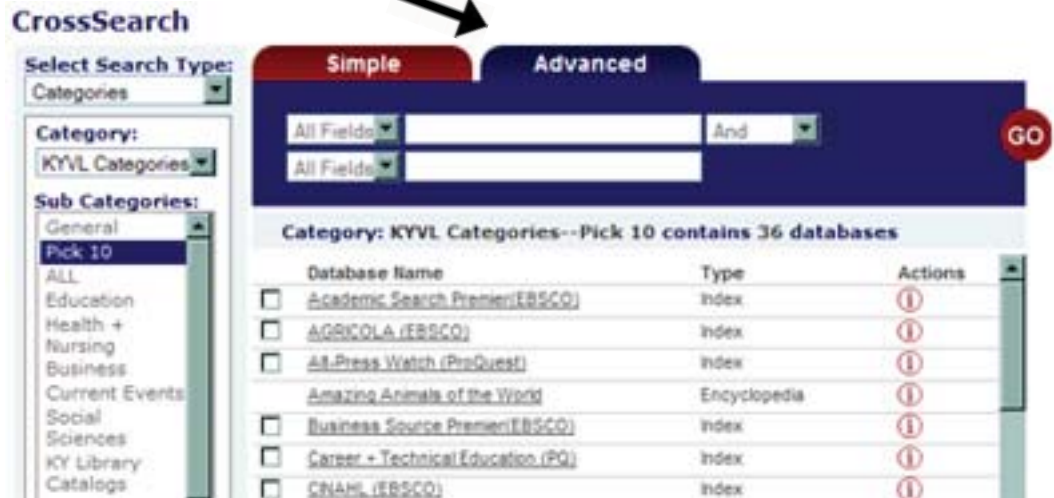 CrossSearch
Select Search Type:
Categories
Category:
KYVL Categories
Sub Categories:
General
Pick 10
ALL
Education
Health +
Nursing
Business
Current Events
Social
Sciences
KY Library
Catalogs
Simple
Advanced
All Fields
And
GO
All Fields
Category: KYVL Categories--Pick 10 contains 36 databases
Database Name Type Actions
Academic Search Premier(EBSCO) Index
AGRICOLA (EBSCO) Index
Alt-Press Watch (ProQuest) Index
Amazing Animals of the World Encyclopedia
Business Source Premier(EBSCO) Index
Career + Technical Education (PQ) Index
CINAHL (EBSCO) Index